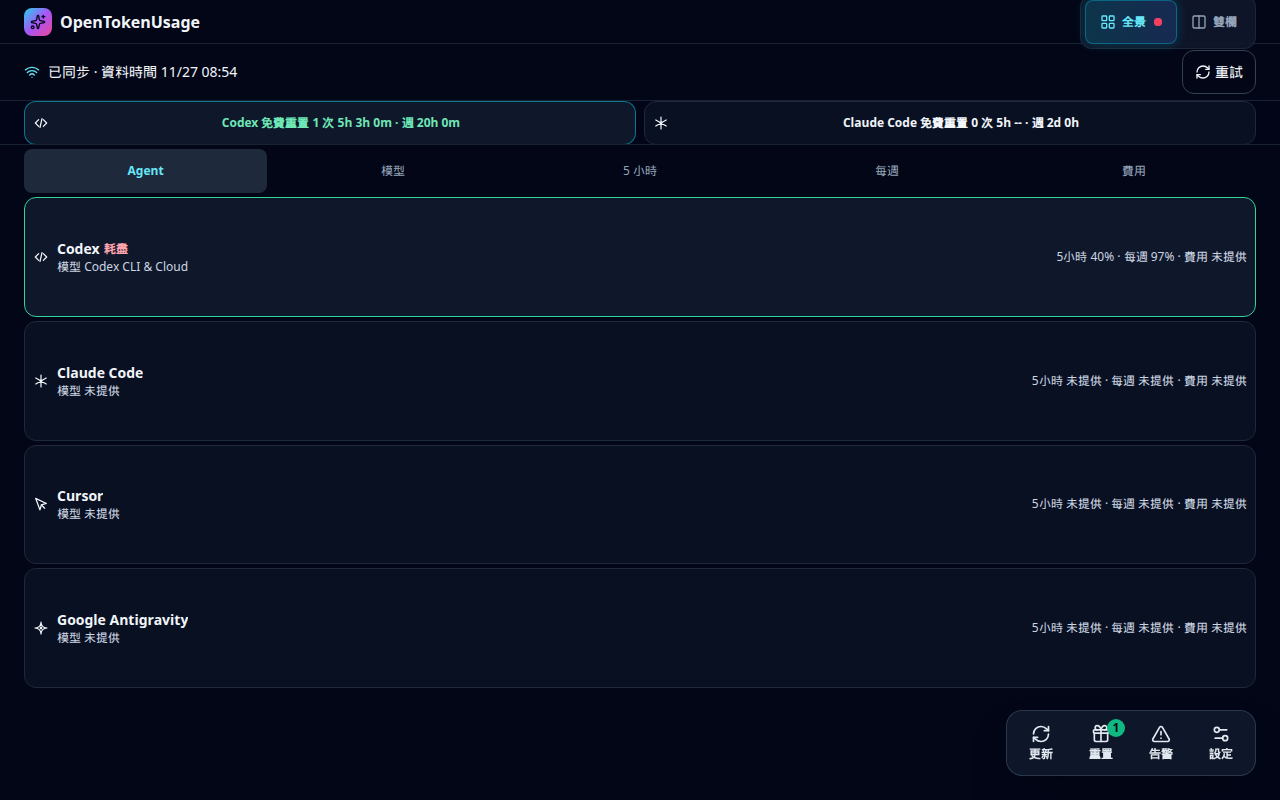 OpenTokenUsage
全景
雙欄
已同步 · 資料時間 11/27 08:54
重試
Codex 免費重置 1 次 5h 3h 0m · 週 20h 0m
Claude Code 免費重置 0 次 5h -- · 週 2d 0h
Agent
模型
5 小時
每週
費用
Codex 耗盡
模型 Codex CLI & Cloud
5小時 40% · 每週 97% · 費用 未提供
Claude Code
模型 未提供
5小時 未提供 · 每週 未提供 · 費用 未提供
Cursor
模型 未提供
5小時 未提供 · 每週 未提供 · 費用 未提供
Google Antigravity
模型 未提供
5小時 未提供 · 每週 未提供 · 費用 未提供
更新
重置
1
告警
設定